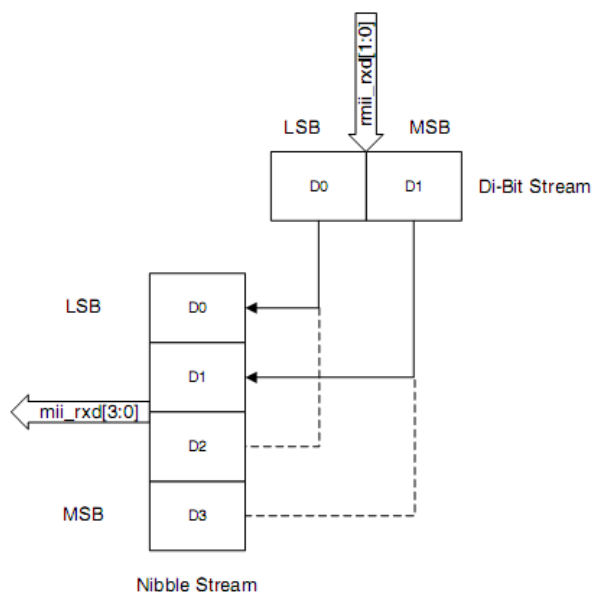 rmii_rxd[1:0]
LSB
MSB
D0
D1
Di-Bit Stream
LSB
D0
D1
mii_rxd[3:0]
D2
MSB
D3
Nibble Stream